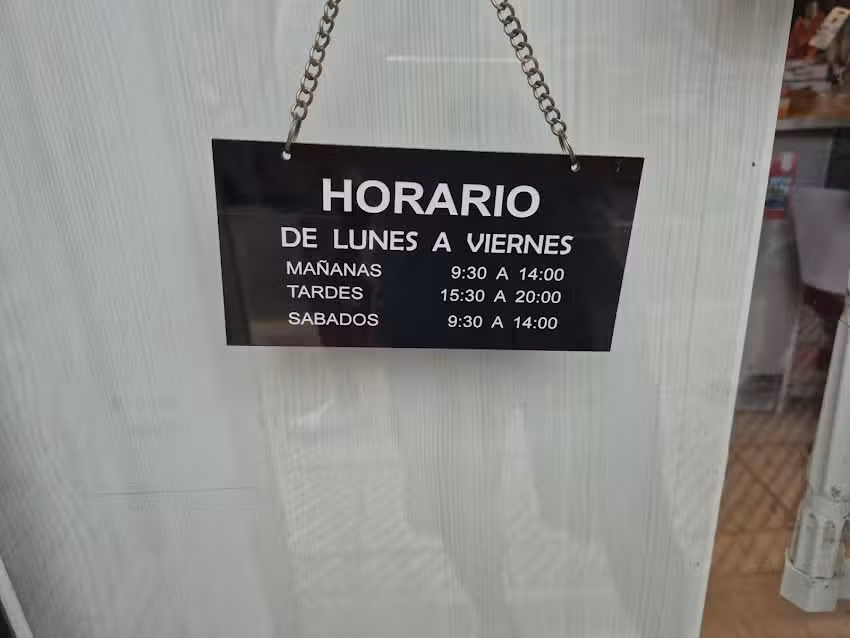 HORARIO
DE LUNES A VIERNES
MAÑANAS 9:30 A 14:00
TARDES 15:30 A 20:00
SABADOS 9:30 A 14:00